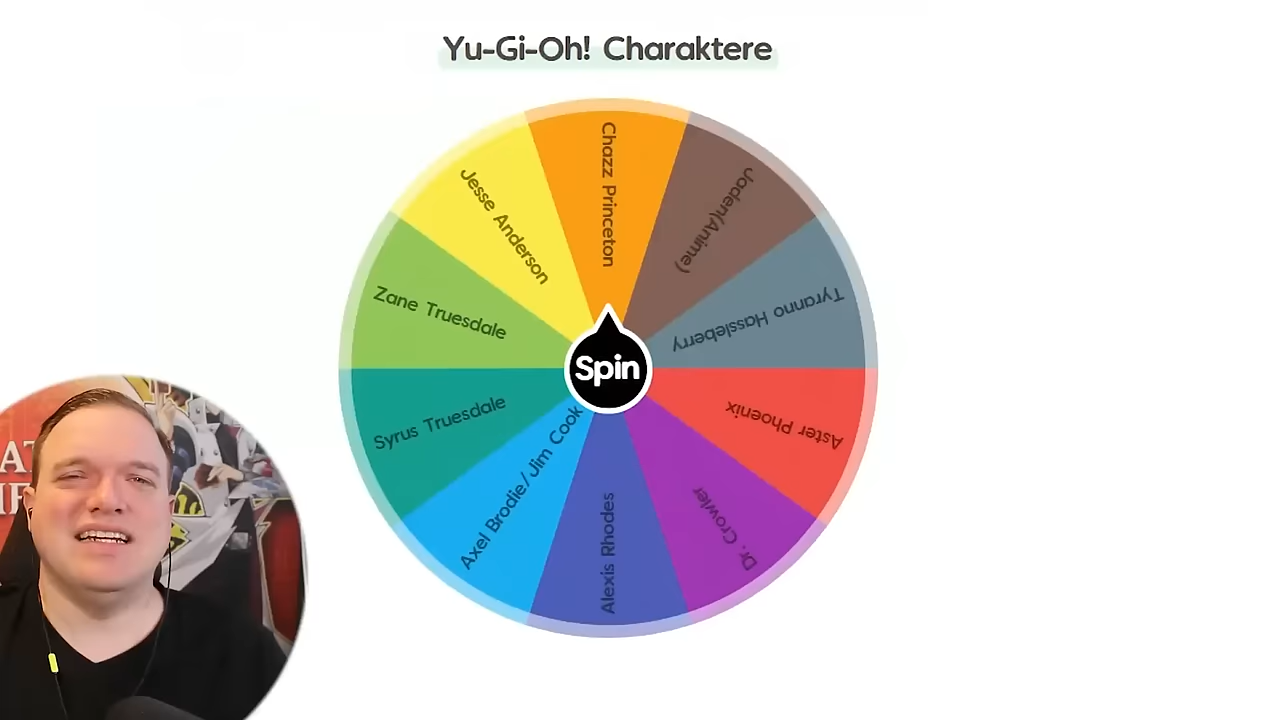 Yu-Gi-Oh! Charaktere
Chazz Princeton
Jaden(Anime)
Tyranno Hassleberry
Aster Phoenix
Dr. Crowler
Alexis Rhodes
Axel Brodie/Jim Cook
Syrus Truesdale
Zane Truesdale
Jesse Anderson
Spin